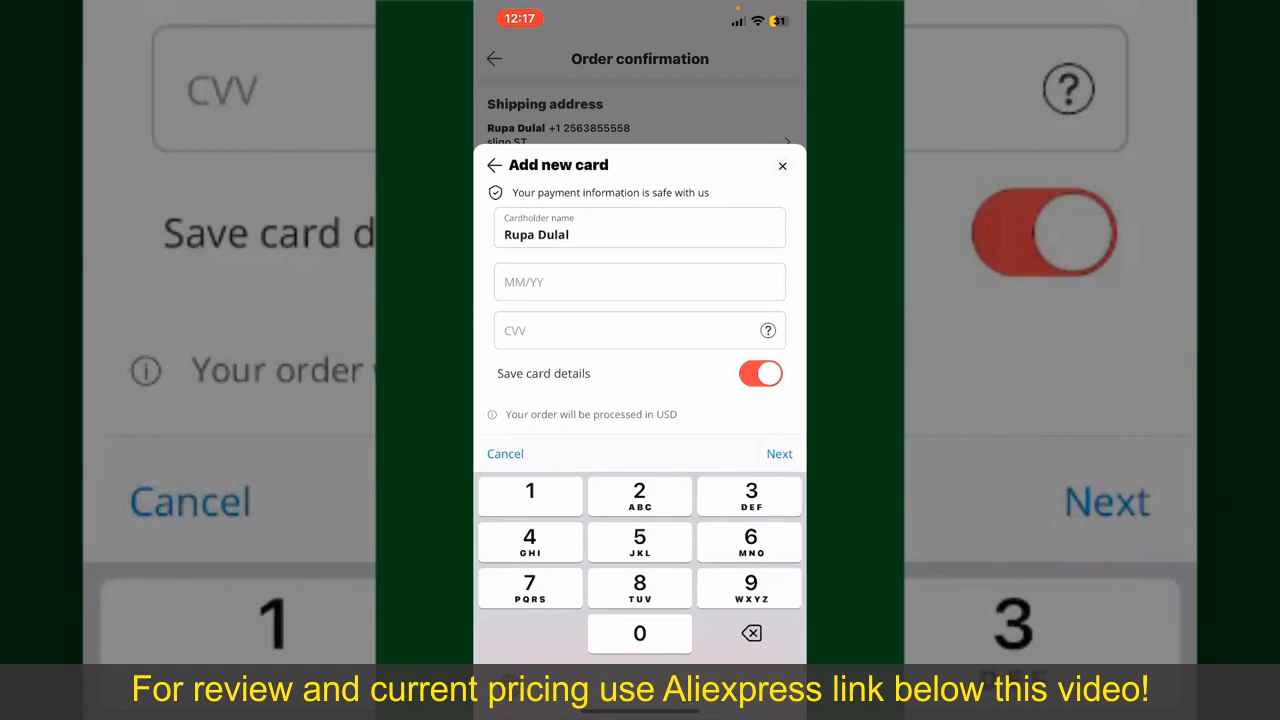 12:17
31
Order confirmation
Shipping address
Rupa Dulal +1 2563855558
slign ST
Add new card
Your payment information is safe with us
Cardholder name
Rupa Dulal
MM/YY
CVV
Save card details
Your order will be processed in USD
Cancel
Next
1
2
ABC
3
DEF
4
GHI
5
JKL
6
MNO
7
PQRS
8
TUV
9
WXYZ
0
CVV
Save card d
Your order
Cancel
Next
1
3
For review and current pricing use Aliexpress link below this video!